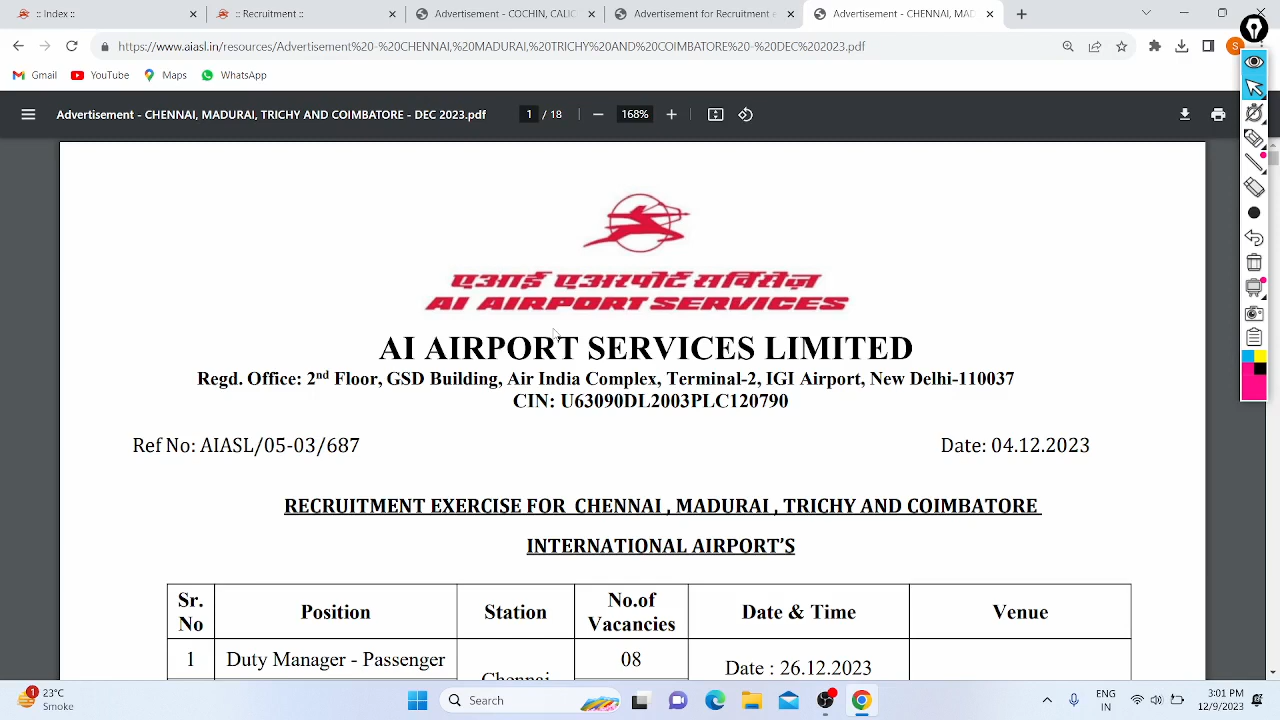 :: Index ::
:: Recruitment ::
Advertisement - COCHIN, CALIC
Advertisement for Recruitment e
Advertisement - CHENNAI, MAD
https://www.aiasl.in/resources/Advertisement%20-%20CHENNAI,%20MADURAI,%20TRICHY%20AND%20COIMBATORE%20-%20DEC%202023.pdf
S
Gmail
YouTube
Maps
WhatsApp
Advertisement - CHENNAI, MADURAI, TRICHY AND COIMBATORE - DEC 2023.pdf
1 / 18
168%
एआई एअरपोर्ट सर्विसेज़
AI AIRPORT SERVICES
AI AIRPORT SERVICES LIMITED
Regd. Office: 2nd Floor, GSD Building, Air India Complex, Terminal-2, IGI Airport, New Delhi-110037
CIN: U63090DL2003PLC120790
Ref No: AIASL/05-03/687 Date: 04.12.2023
RECRUITMENT EXERCISE FOR CHENNAI , MADURAI , TRICHY AND COIMBATORE
INTERNATIONAL AIRPORT'S
Sr. No Position Station No.of Vacancies Date & Time Venue
1 Duty Manager - Passenger Chennai 08 Date : 26.12.2023
1
23°C
Smoke
Search
ENG
IN
3:01 PM
12/9/2023